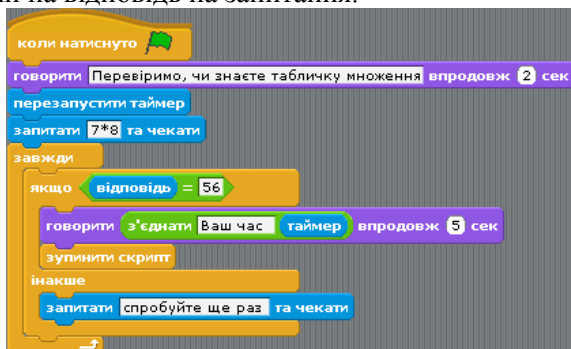 на відповідь на запитання.
коли натиснуто
говорити Перевіримо, чи знаєте табличку множення впродовж 2 сек
перезапустити таймер
запитати 7*8 та чекати
завжди
якщо відповідь = 56
говорити з'єднати Ваш час таймер впродовж 5 сек
зупинити скрипт
інакше
запитати спробуйте ще раз та чекати